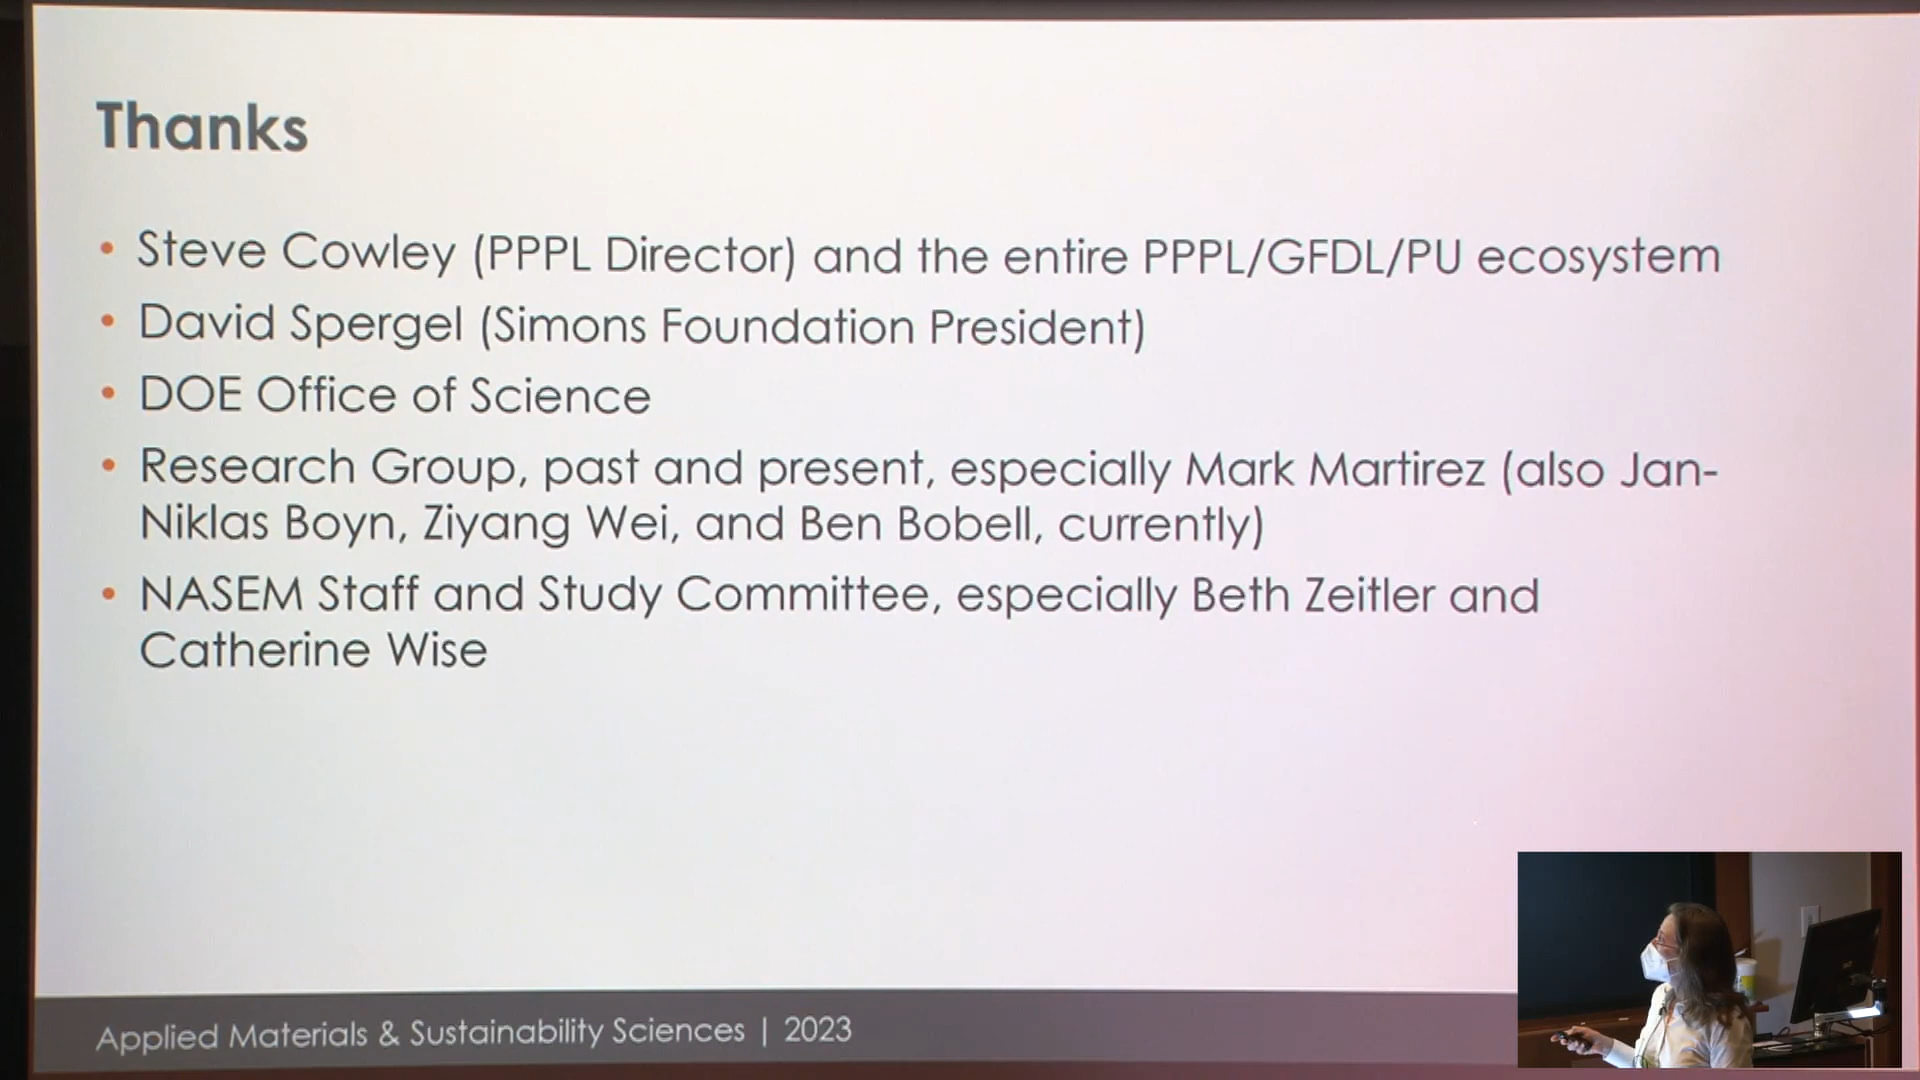 Thanks
• Steve Cowley (PPPL Director) and the entire PPPL/GFDL/PU ecosystem
• David Spergel (Simons Foundation President)
• DOE Office of Science
• Research Group, past and present, especially Mark Martirez (also Jan-
Niklas Boyn, Ziyang Wei, and Ben Bobell, currently)
• NASEM Staff and Study Committee, especially Beth Zeitler and
Catherine Wise
Applied Materials & Sustainability Sciences | 2023